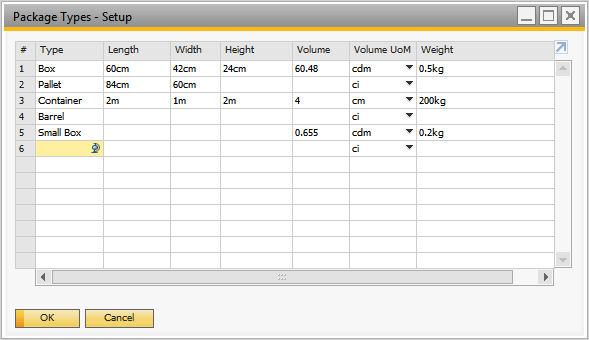 Package Types - Setup
# Type Length Width Height Volume Volume UoM Weight
1 Box 60cm 42cm 24cm 60.48 cdm 0.5kg
2 Pallet 84cm 60cm ci
3 Container 2m 1m 2m 4 cm 200kg
4 Barrel ci
5 Small Box 0.655 cdm 0.2kg
6 ci
OK Cancel